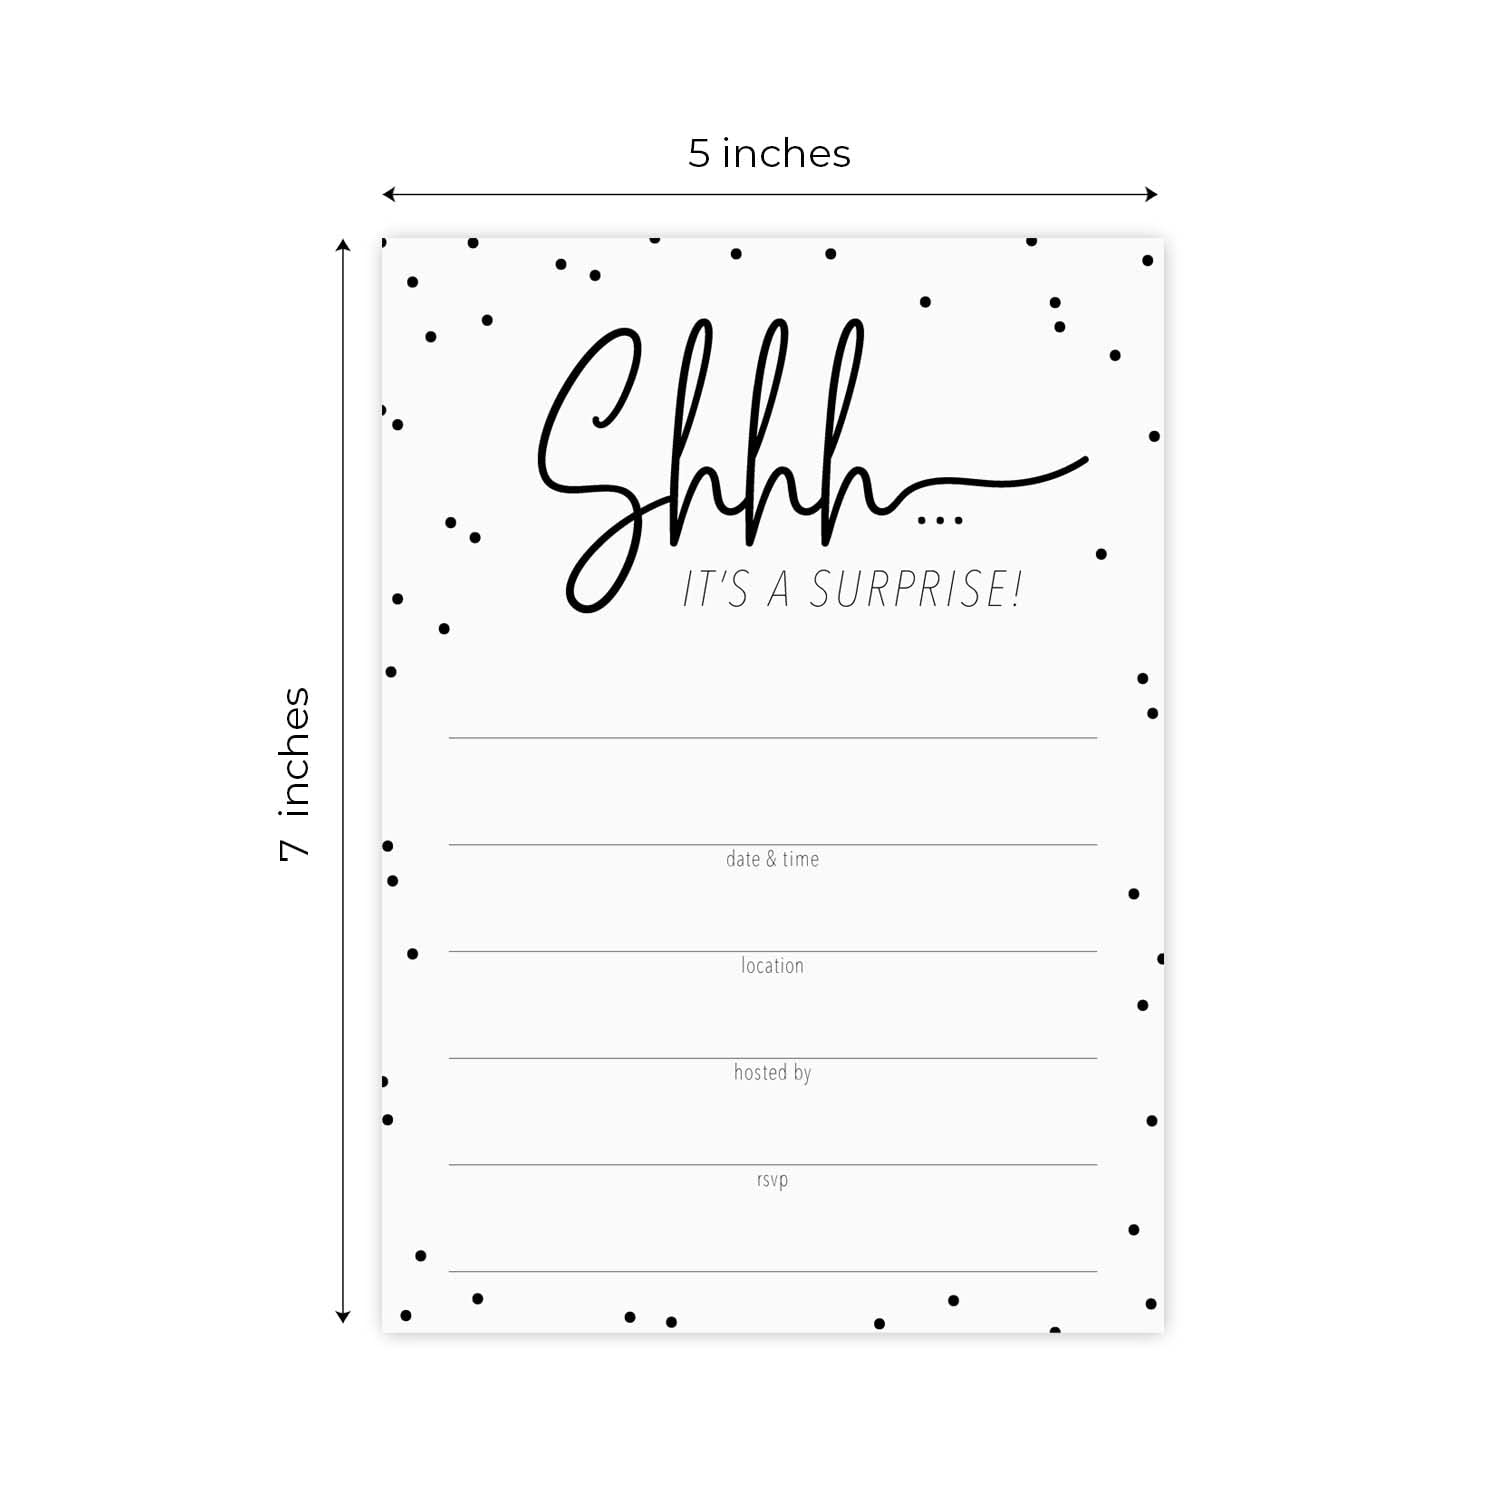 5 inches
7 inches
Shhh...
IT'S A SURPRISE!
date & time
location
hosted by
rsvp